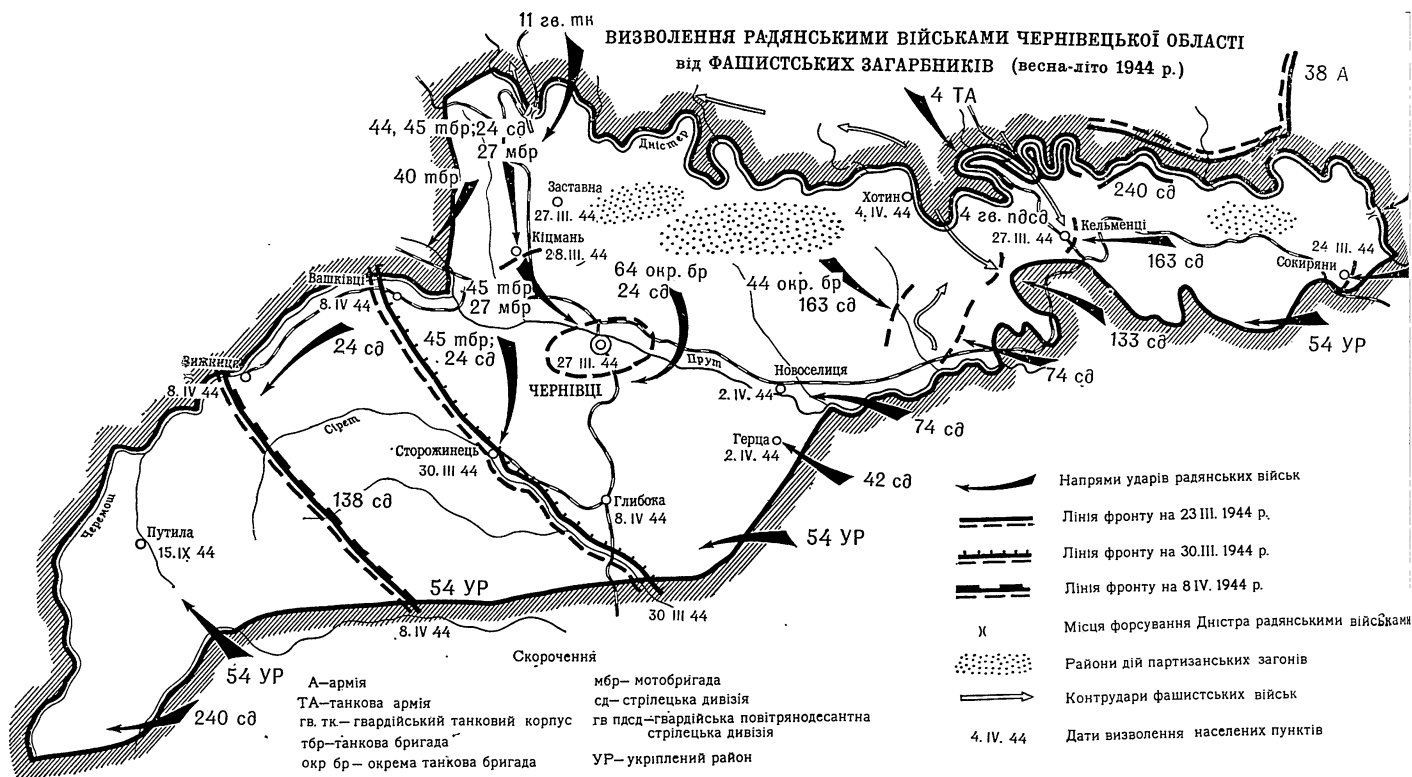 11 гв. тк
ВИЗВОЛЕННЯ РАДЯНСЬКИМИ ВІЙСЬКАМИ ЧЕРНІВЕЦЬКОЇ ОБЛАСТІ
від ФАШИСТСЬКИХ ЗАГАРБНИКІВ (весна-літо 1944 р.)
38 А
4 ТА
44, 45 тбр; 24 сд
27 мбр
40 тбр
Дністер
Заставна
27. III. 44
Хотин
4. IV. 44
240 сд
4 гв. пдсд
Кельменці
27. III. 44
163 сд
24 III. 44
Сокиряни
Кіцмань
28. III. 44
Вашківці
8. IV 44
45 тбр
27 мбр
64 окр. бр
24 сд
44 окр. бр
163 сд
133 сд
54 УР
24 сд
45 тбр;
24 сд
27 III. 44
ЧЕРНІВЦІ
Прут
Новоселиця
2. IV. 44
74 сд
74 сд
Вижниця
8. IV 44
Сірет
Сторожинець
30. III 44
Герца
2. IV. 44
42 сд
138 сд
Глибока
8. IV 44
54 УР
Черемош
Путила
15. IX 44
54 УР
8. IV 44
30 III 44
54 УР
240 сд
Напрями ударів радянських військ
Лінія фронту на 23 III. 1944 р.
Лінія фронту на 30. III. 1944 р.
Лінія фронту на 8 IV. 1944 р.
Місця форсування Дністра радянськими військами
Райони дій партизанських загонів
Контрудари фашистських військ
4. IV. 44 Дати визволення населених пунктів
Скорочення
А—армія
ТА—танкова армія
гв. тк—гвардійський танковий корпус
тбр—танкова бригада
окр бр—окрема танкова бригада
мбр—мотобригада
сд—стрілецька дивізія
гв пдсд—гвардійська повітрянодесантна
стрілецька дивізія
УР—укріплений район